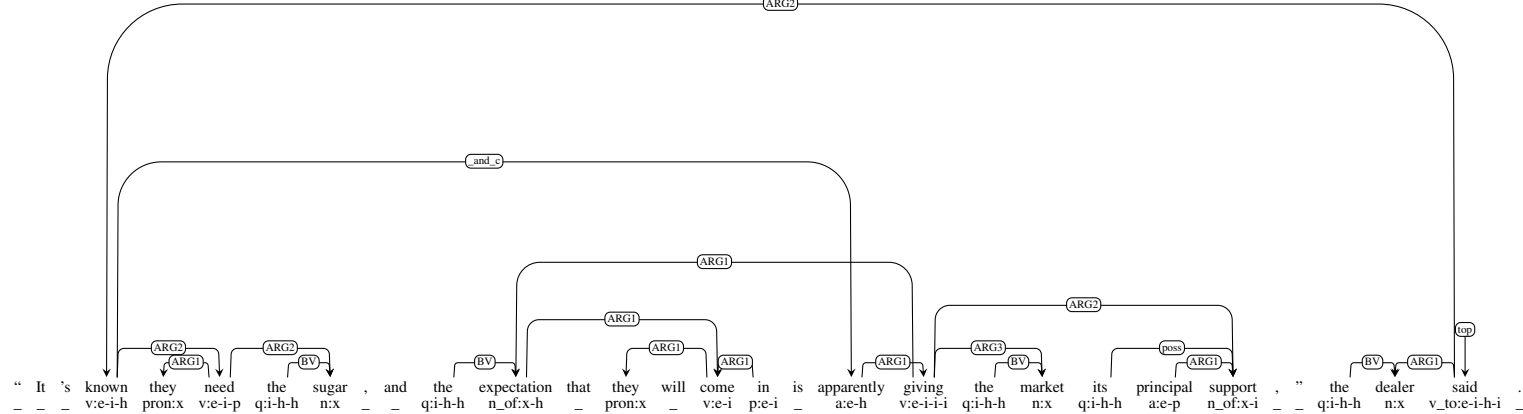 ARG2
_and_c
ARG1
ARG2
ARG1
top
ARG2 ARG2 ARG1 ARG3 poss
ARG1 BV BV ARG1 ARG1 BV ARG1 BV ARG1
“ It ’s known they need the sugar , and the expectation that they will come in is apparently giving the market its principal support , ” the dealer said .
_ _ _ v:e-i-h pron:x v:e-i-p q:i-h-h n:x _ _ q:i-h-h n_of:x-h _ pron:x _ v:e-i p:e-i _ a:e-h v:e-i-i-i q:i-h-h n:x q:i-h-h a:e-p n_of:x-i _ _ q:i-h-h n:x v_to:e-i-h-i _